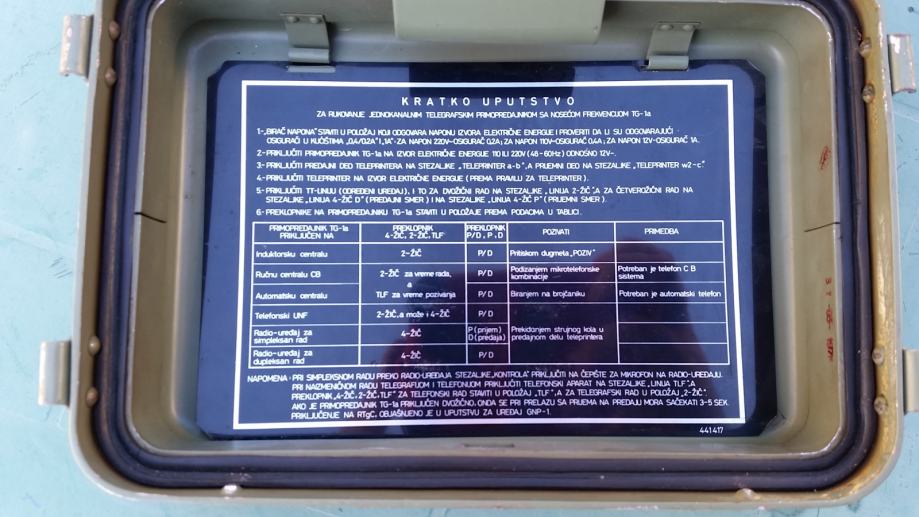 KRATKO UPUTSTVO
ZA RUKOVANJE JEDNOKANALNIM TELEGRAFSKIM PRIMOPREDAJNIKOM SA NOSEĆOM FREKVENCIJOM TG-1a
1-„BIRAČ NAPONA" STAVITI U POLOŽAJ KOJI ODGOVARA NAPONU IZVORA ELEKTRIČNE ENERGIJE I PROVERITI DA LI SU ODGOVARAJUĆI
OSIGURAČI U KUĆIŠTIMA „0,4/0,2A" I „1A". ZA NAPON 220V-OSIGURAČ 0,2A; ZA NAPON 110V-OSIGURAČ 0,4A; ZA NAPON 12V-OSIGURAČ 1A.
2-PRIKLJUČITI PRIMOPREDAJNIK TG-1a NA IZVOR ELEKTRIČNE ENERGIJE 110 ILI 220V (46-60Hz) ODNOSNO 12V-.
3-PRIKLJUČITI PREDAJNI DEO TELEPRINTERA NA STEZALJKE „TELEPRINTER a-b", A PRIJEMNI DEO NA STEZALJKE „TELEPRINTER w2-c".
4-PRIKLJUČITI TELEPRINTER NA IZVOR ELEKTRIČNE ENERGIJE (PREMA PRAVILU ZA TELEPRINTER).
5-PRIKLJUČITI TT-LINIJU (ODREĐENI UREĐAJ), I TO ZA DVOŽIČNI RAD NA STEZALJKE „LINIJA 2-ŽIČ", A ZA ČETVEROŽIČNI RAD NA
STEZALJKE „LINIJA 4-ŽIČ D" (PREDAJNI SMER) I NA STEZALJKE „LINIJA 4-ŽIČ P" (PRIJEMNI SMER).
6-PREKLOPNIKE NA PRIMOPREDAJNIKU TG-1a STAVITI U POLOŽAJE PREMA PODACIMA U TABLICI.
PRIMOPREDAJNIK TG-1a PRIKLJUČEN NA | PREKLOPNIK 4-ŽIČ, 2-ŽIČ, TLF | PREKLOPNIK P/D, P, D | POZIVATI | PRIMEDBA
Induktorsku centralu | 2-ŽIČ | P/D | Pritiskom dugmeta „POZIV"
Ručnu centralu CB | 2-ŽIČ za vreme rada, | P/D | Podizanjem mikrotelefonske kombinacije | Potreban je telefon CB sistema
a
Automatsku centralu | TLF za vreme pozivanja | P/D | Biranjem na brojčaniku | Potreban je automatski telefon
Telefonski UNF | 2-ŽIČ, a može i 4-ŽIČ | P/D
Radio-uređaj za simpleksan rad | 4-ŽIČ | P (prijem) D (predaja) | Prekidanjem strujnog kola u predajnom delu teleprintera
Radio-uređaj za dupleksan rad | 4-ŽIČ | P/D
NAPOMENA - PRI SIMPLEKSNOM RADU PREKO RADIO-UREĐAJA STEZALJKE „KONTROLA" PRIKLJUČITI NA ČEPIŠTE ZA MIKROFON NA RADIO-UREĐAJU.
PRI NAIZMENIČNOM RADU TELEGRAFIJOM I TELEFONIJOM PRIKLJUČITI TELEFONSKI APARAT NA STEZALJKE „LINIJA TLF", A
PREKLOPNIK „4-ŽIČ, 2-ŽIČ, TLF" ZA TELEFONSKI RAD STAVITI U POLOŽAJ „TLF", A ZA TELEGRAFSKI RAD U POLOŽAJ „2-ŽIČ".
AKO JE PRIMOPREDAJNIK TG-1a PRIKLJUČEN DVOŽIČNO, ONDA SE PRI PRELAZU SA PRIJEMA NA PREDAJU MORA SAČEKATI 3-5 SEK.
PRIKLJUČENJE NA RTgC. OBJAŠNJENO JE U UPUTSTVU ZA UREĐAJ GNP-1.
441417